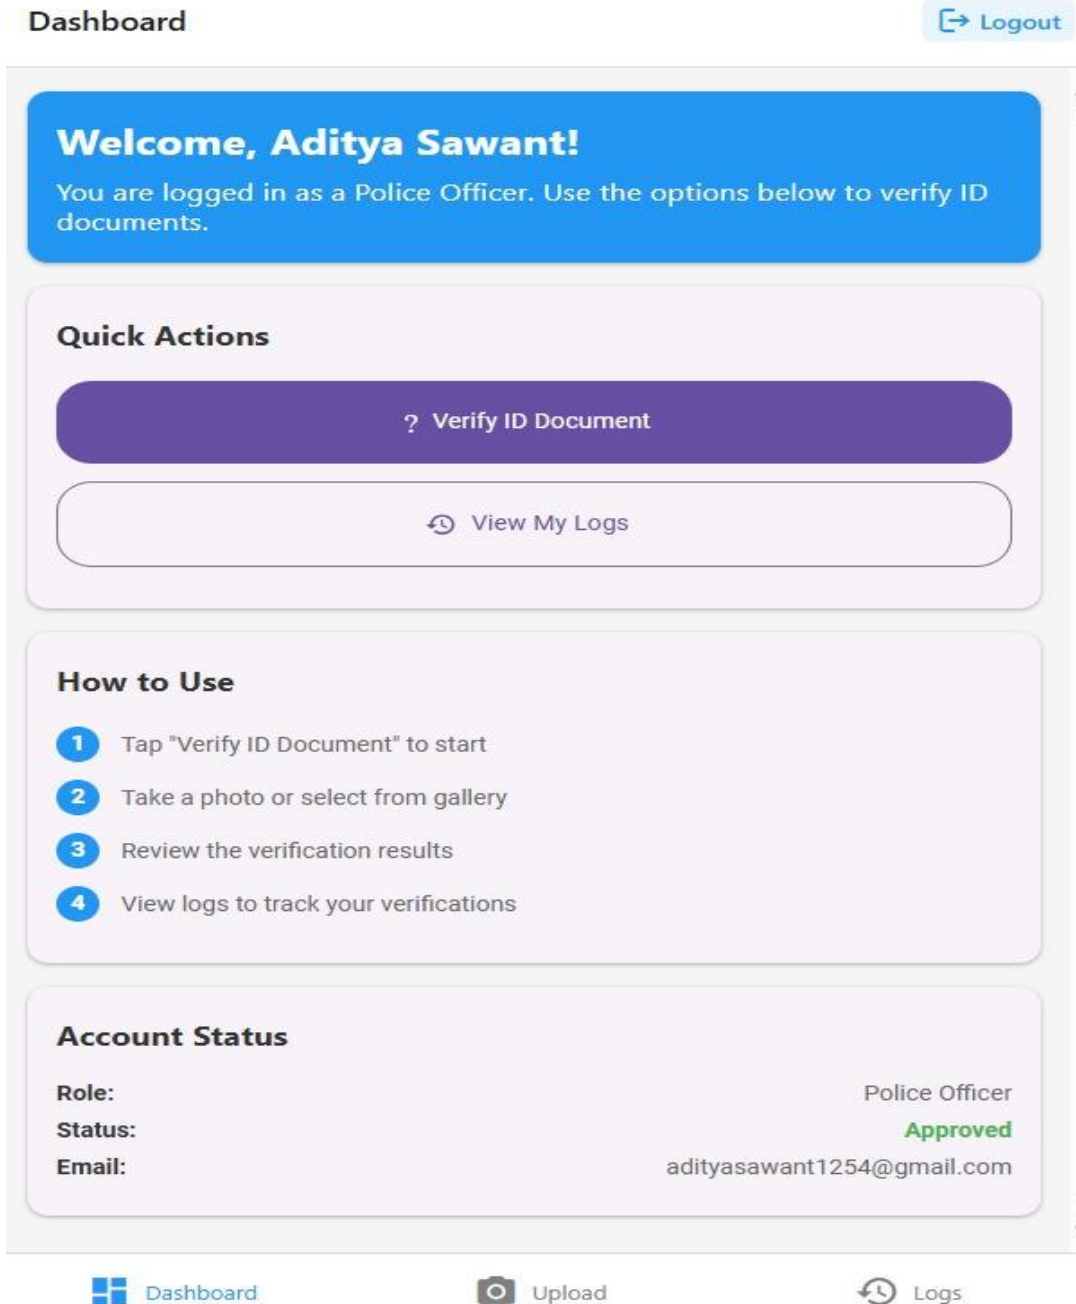 Dashboard
Logout
Welcome, Aditya Sawant!
You are logged in as a Police Officer. Use the options below to verify ID
documents.
Quick Actions
? Verify ID Document
View My Logs
How to Use
1 Tap "Verify ID Document" to start
2 Take a photo or select from gallery
3 Review the verification results
4 View logs to track your verifications
Account Status
Role: Police Officer
Status: Approved
Email: adityasawant1254@gmail.com
Dashboard Upload Logs